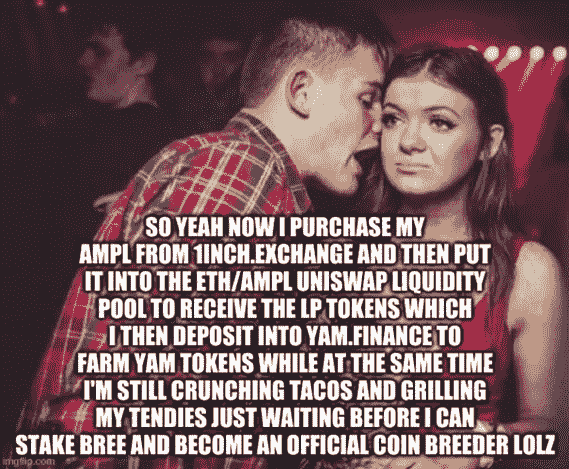 SO YEAH NOW I PURCHASE MY
AMPL FROM 1INCH.EXCHANGE AND THEN PUT
IT INTO THE ETH/AMPL UNISWAP LIQUIDITY
POOL TO RECEIVE THE LP TOKENS WHICH
I THEN DEPOSIT INTO YAM.FINANCE TO
FARM YAM TOKENS WHILE AT THE SAME TIME
I'M STILL CRUNCHING TACOS AND GRILLING
MY TENDIES JUST WAITING BEFORE I CAN
STAKE BREE AND BECOME AN OFFICIAL COIN BREEDER LOLZ
imgflip.com